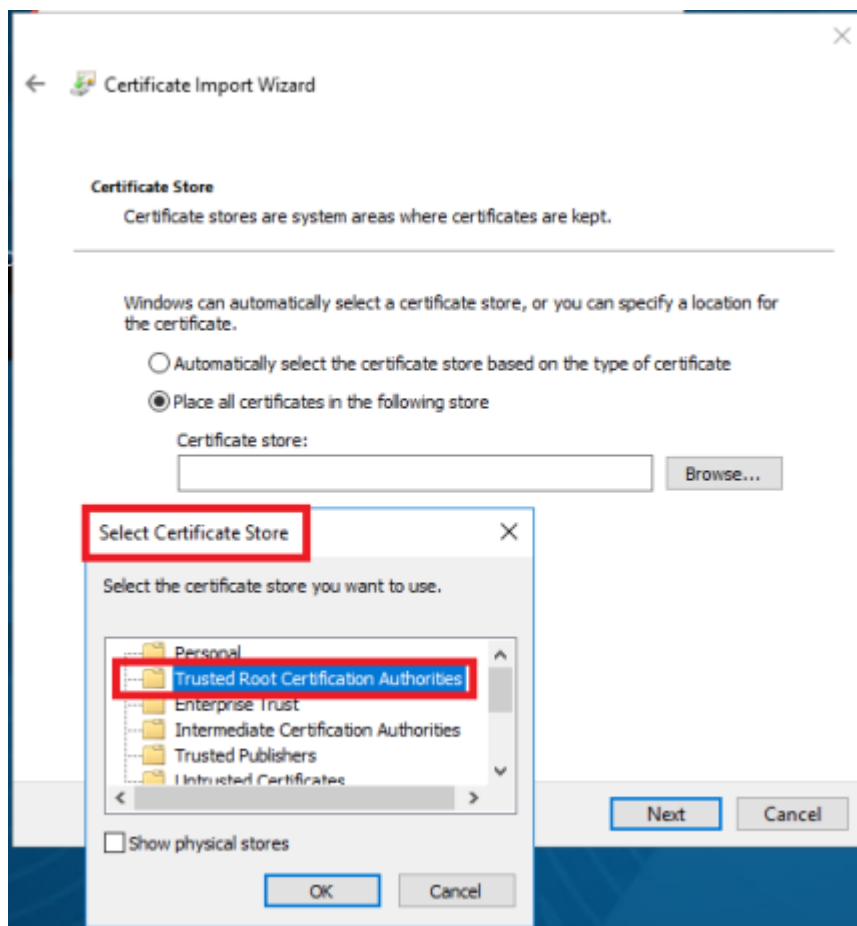 Certificate Import Wizard
Certificate Store
Certificate stores are system areas where certificates are kept.
Windows can automatically select a certificate store, or you can specify a location for
the certificate.
Automatically select the certificate store based on the type of certificate
Place all certificates in the following store
Certificate store:
Browse...
Select Certificate Store
Select the certificate store you want to use.
Personal
Trusted Root Certification Authorities
Enterprise Trust
Intermediate Certification Authorities
Trusted Publishers
Untrusted Certificates
Next
Cancel
Show physical stores
OK
Cancel